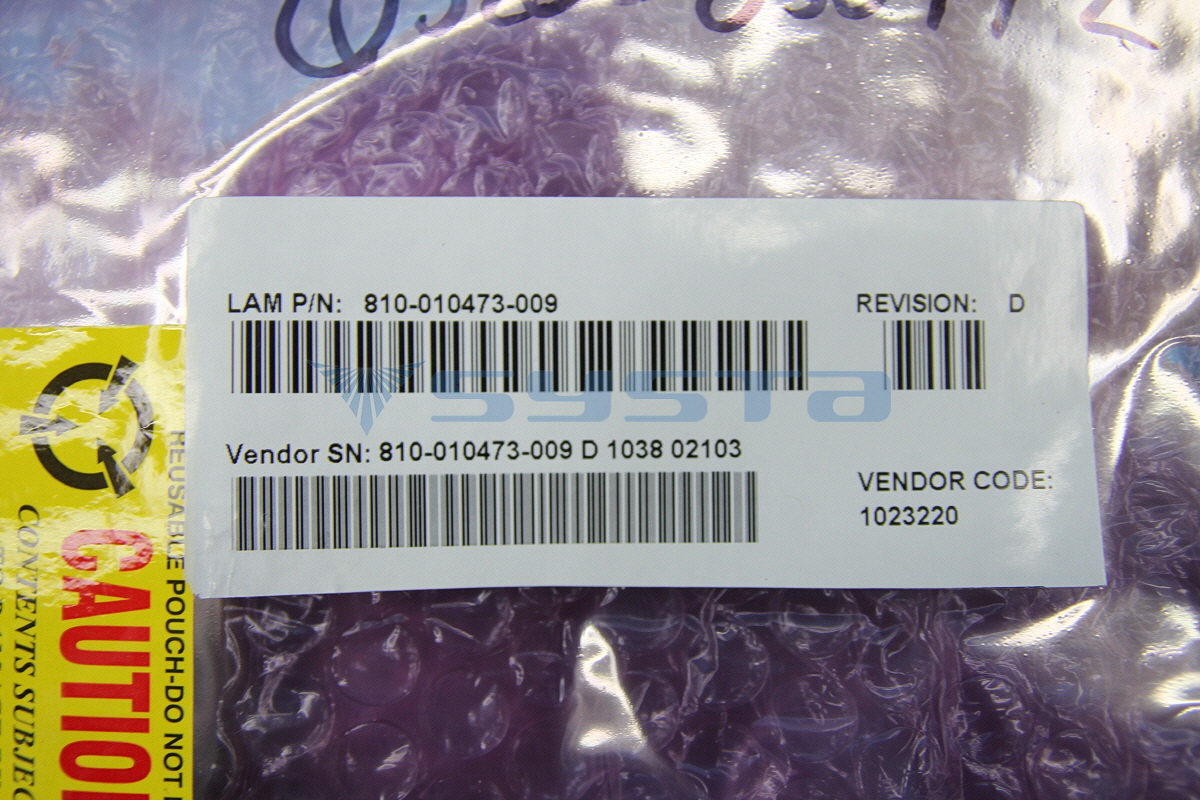 LAM P/N: 810-010473-009
REVISION: D
SYSTA
Vendor SN: 810-010473-009 D 1038 02103
VENDOR CODE:
1023220
REUSABLE POUCH-DO NOT
CAUTIO
CONTENTS SUBJEC